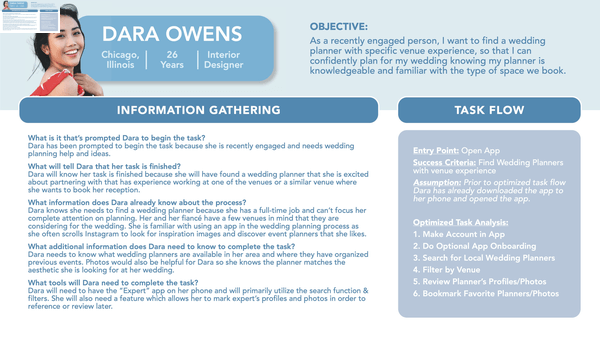 DARA OWENS
Chicago,
Illinois
26
Years
Interior
Designer
OBJECTIVE:
As a recently engaged person, I want to find a wedding
planner with specific venue experience, so that I can
confidently plan for my wedding knowing my planner is
knowledgeable and familiar with the type of space we book.
INFORMATION GATHERING
What is it that's prompted Dara to begin the task?
Dara has been prompted to begin the task because she is recently engaged and needs wedding
planning help and ideas.
What will tell Dara that her task is finished?
Dara will know her task is finished because she will have found a wedding planner that she is excited
about partnering with that has experience working at one of the venues or a similar venue where
she wants to book her reception.
What information does Dara already know about the process?
Dara knows she needs to find a wedding planner because she has a full-time job and can't focus her
complete attention on planning. Her and her fiancé have a few venues in mind that they are
considering for the wedding. She is familiar with using an app in the wedding planning process as
she often scrolls Instagram to look for inspiration images and discover event planners that she likes.
What additional information does Dara need to know to complete the task?
Dara needs to know what wedding planners are available in her area and where they have organized
previous events. Photos would also be helpful for Dara so she knows the planner matches the
aesthetic she is looking for at her wedding.
What tools will Dara need to complete the task?
Dara will need to have the "Expert" app on her phone and will primarily utilize the search function &
filters. She will also need a feature which allows her to mark expert's profiles and photos in order to
reference or review later.
TASK FLOW
Entry Point: Open App
Success Criteria: Find Wedding Planners
with venue experience
Assumption: Prior to optimized task flow
Dara has already downloaded the app to
her phone and opened the app.
Optimized Task Analysis:
1. Make Account in App
2. Do Optional App Onboarding
3. Search for Local Wedding Planners
4. Filter by Venue
5. Review Planner's Profiles/Photos
6. Bookmark Favorite Planners/Photos